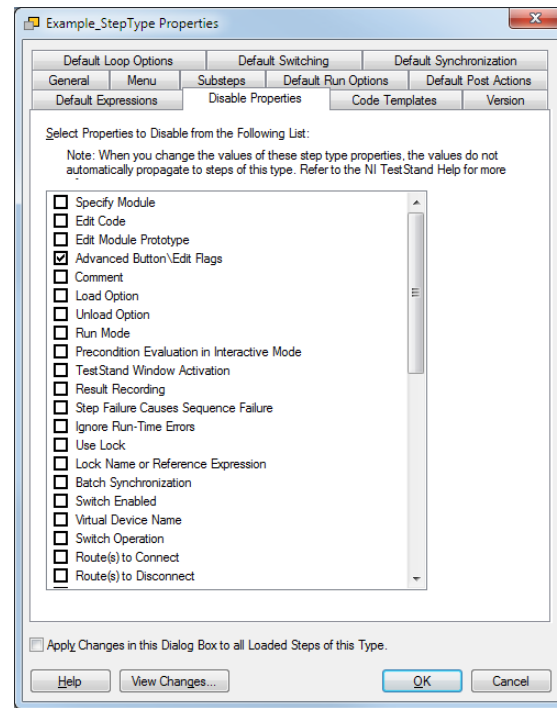 Example_StepType Properties
Default Loop Options Default Switching Default Synchronization
General Menu Substeps Default Run Options Default Post Actions
Default Expressions Disable Properties Code Templates Version
Select Properties to Disable from the Following List:
Note: When you change the values of these step type properties, the values do not
automatically propagate to steps of this type. Refer to the NI TestStand Help for more
Specify Module
Edit Code
Edit Module Prototype
Advanced Button\Edit Flags
Comment
Load Option
Unload Option
Run Mode
Precondition Evaluation in Interactive Mode
TestStand Window Activation
Result Recording
Step Failure Causes Sequence Failure
Ignore Run-Time Errors
Use Lock
Lock Name or Reference Expression
Batch Synchronization
Switch Enabled
Virtual Device Name
Switch Operation
Route(s) to Connect
Route(s) to Disconnect
Apply Changes in this Dialog Box to all Loaded Steps of this Type.
Help View Changes... OK Cancel